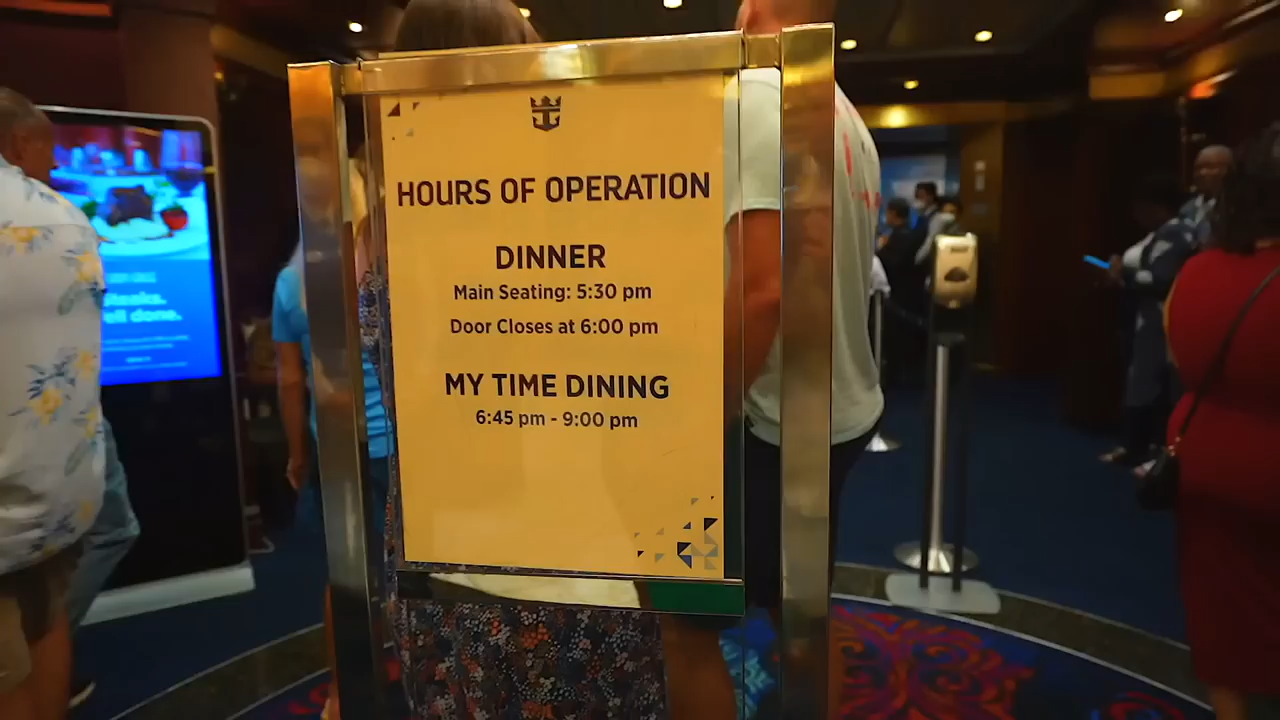 HOURS OF OPERATION
DINNER
Main Seating: 5:30 pm
Door Closes at 6:00 pm
MY TIME DINING
6:45 pm - 9:00 pm